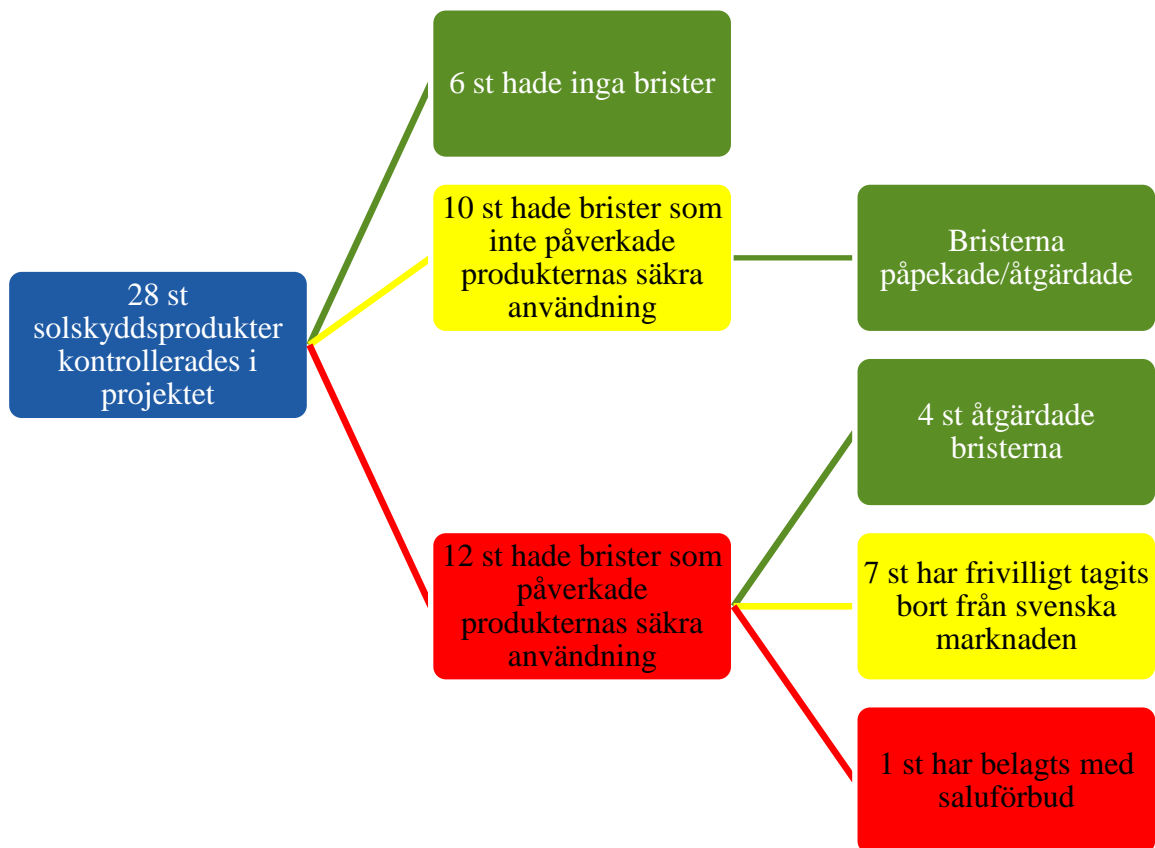 28 st
solskyddsprodukter
kontrollerades i
projektet
6 st hade inga brister
10 st hade brister som
inte påverkade
produkternas säkra
användning
Bristerna
påpekade/åtgärdade
12 st hade brister som
påverkade
produkternas säkra
användning
4 st åtgärdade
bristerna
7 st har frivilligt tagits
bort från svenska
marknaden
1 st har belagts med
saluförbud